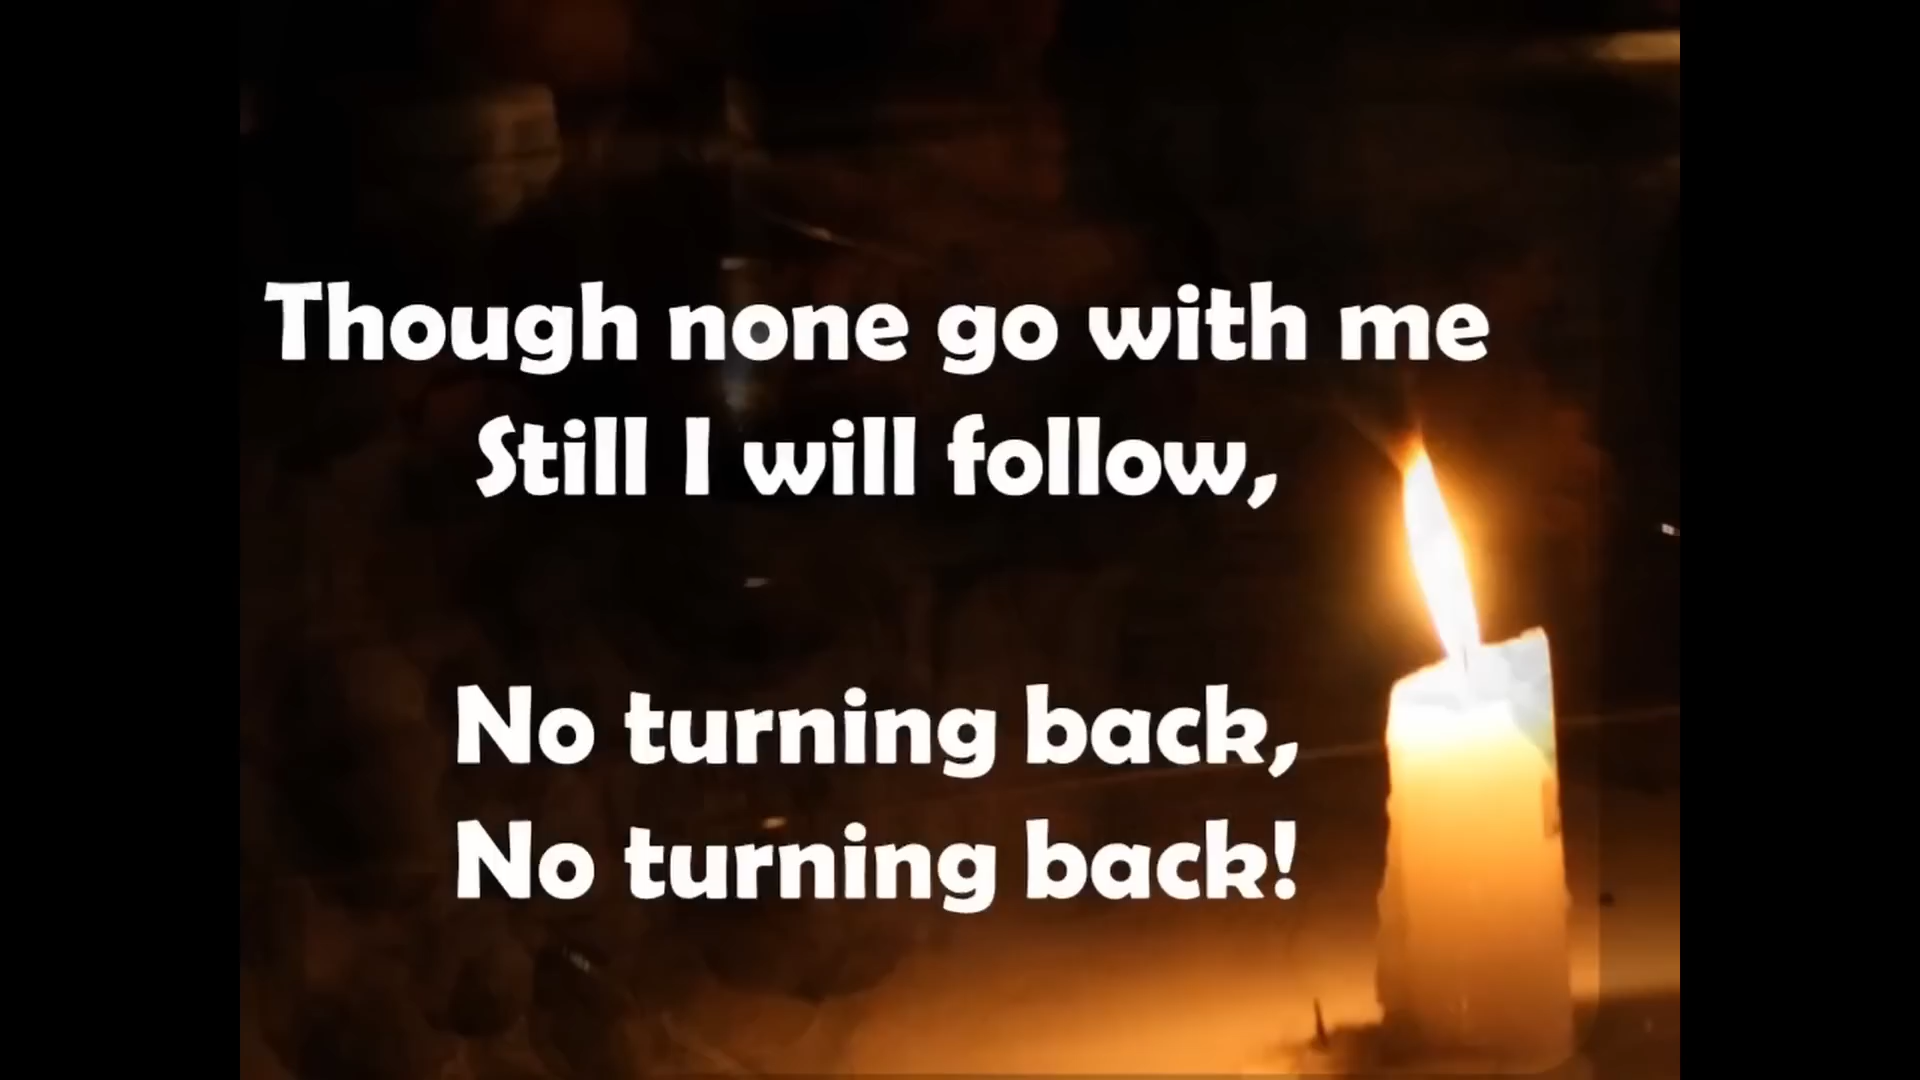 Though none go with me
Still I will follow,
No turning back,
No turning back!